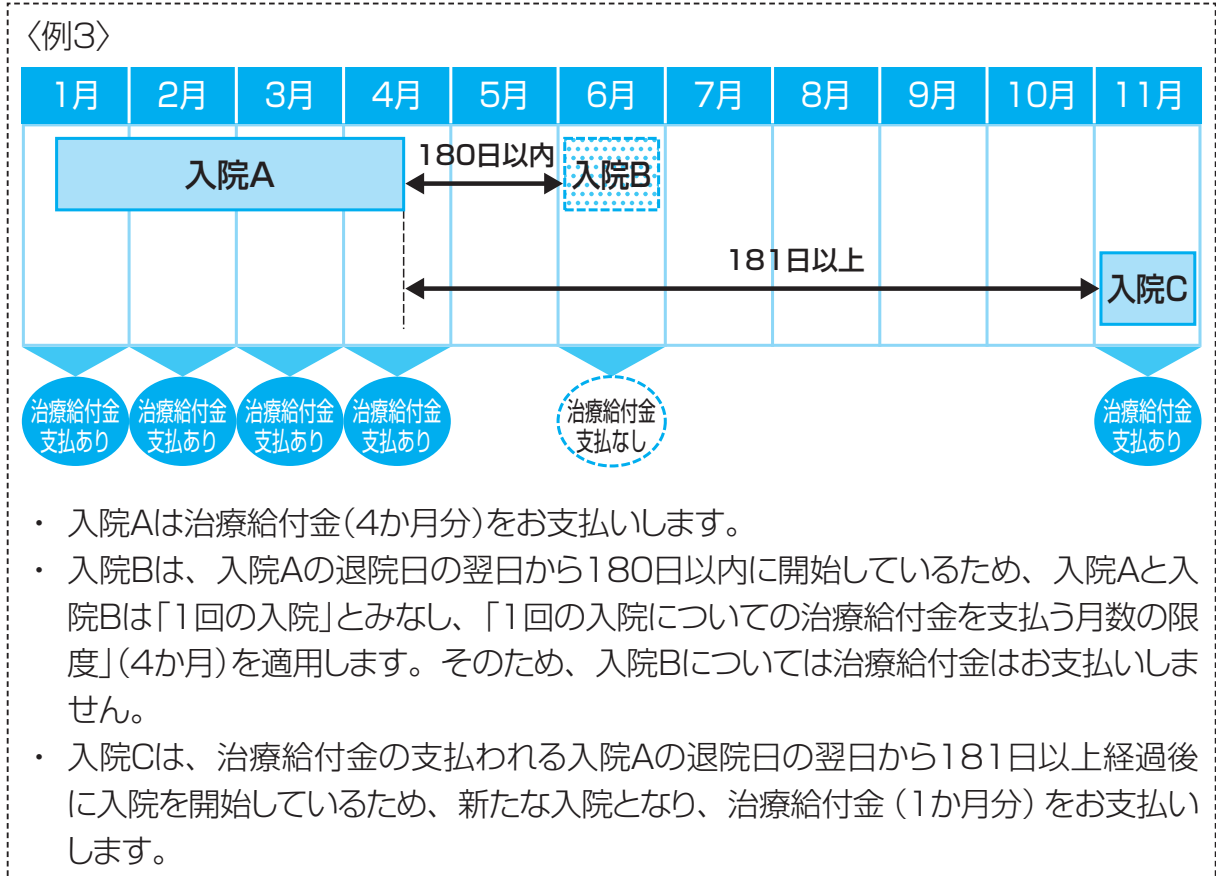 〈例3〉
1月 2月 3月 4月 5月 6月 7月 8月 9月 10月 11月
入院A
180日以内
入院B
181日以上
入院C
治療給付金
支払あり
治療給付金
支払あり
治療給付金
支払あり
治療給付金
支払あり
治療給付金
支払なし
治療給付金
支払あり
・ 入院Aは治療給付金(4か月分)をお支払いします。
・ 入院Bは、入院Aの退院日の翌日から180日以内に開始しているため、入院Aと入
院Bは「1回の入院」とみなし、「1回の入院についての治療給付金を支払う月数の限
度」(4か月)を適用します。そのため、入院Bについては治療給付金はお支払いしま
せん。
・ 入院Cは、治療給付金の支払われる入院Aの退院日の翌日から181日以上経過後
に入院を開始しているため、新たな入院となり、治療給付金(1か月分)をお支払い
します。